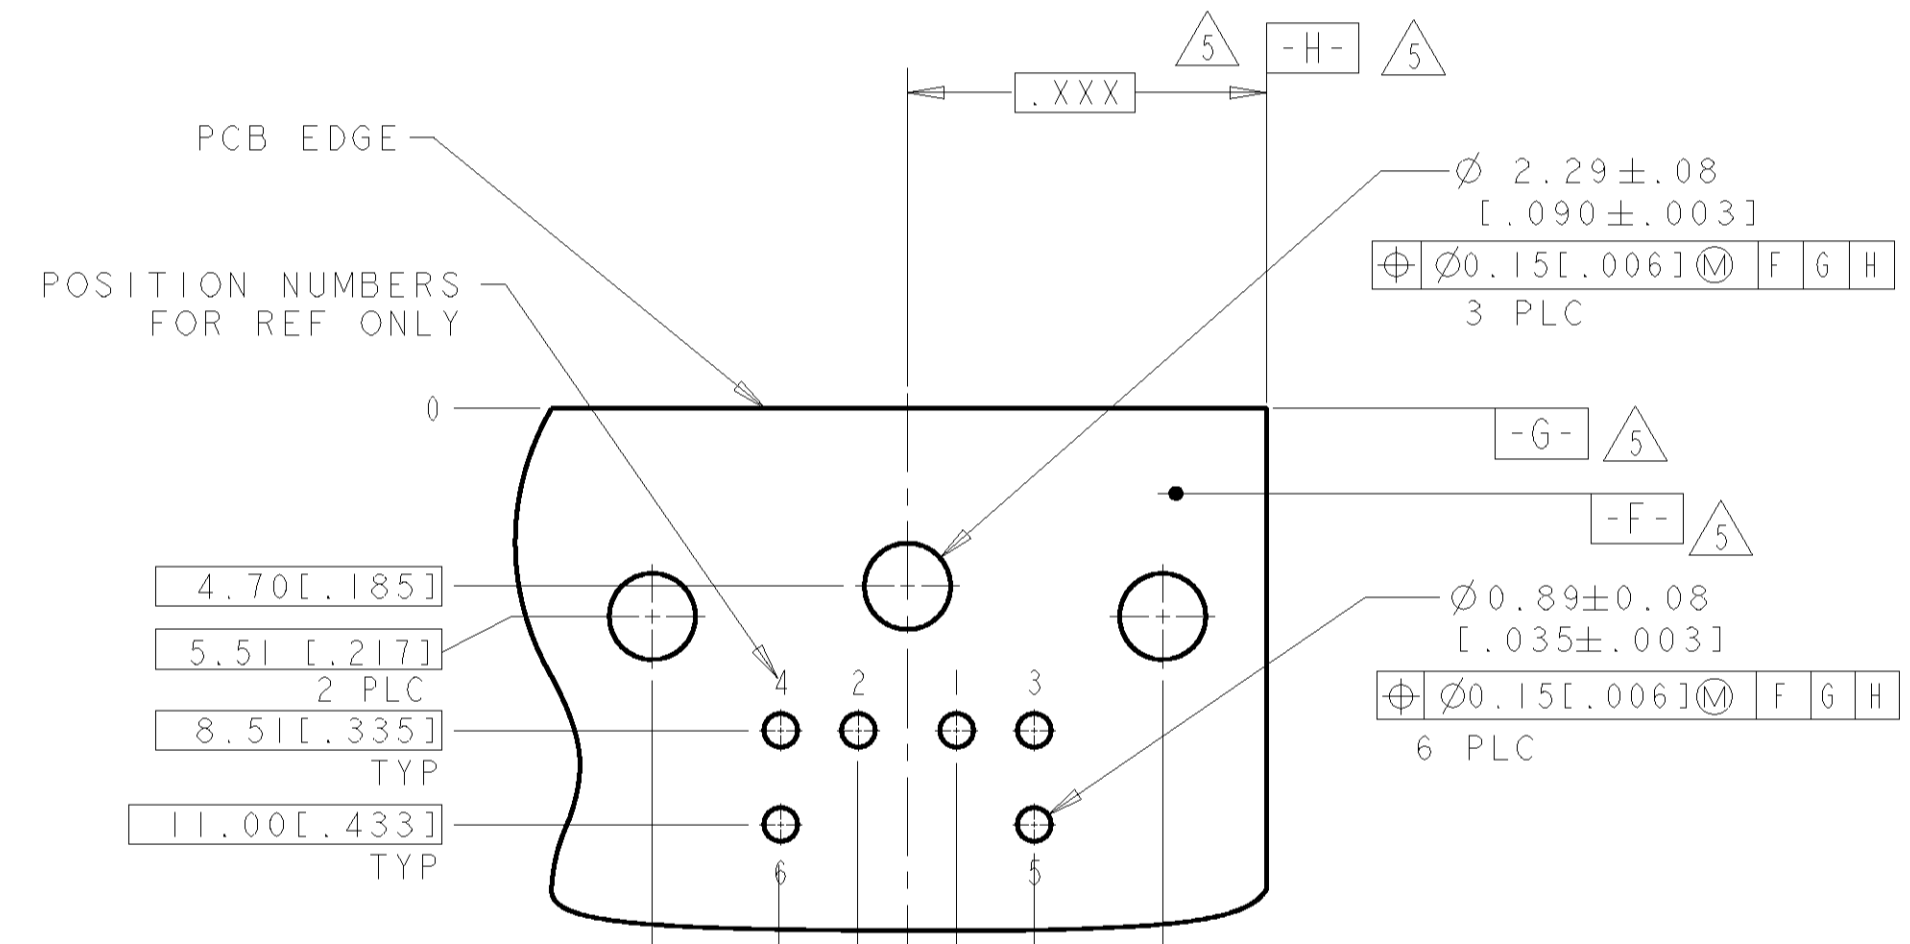 5
-H-
5
.XXX
PCB EDGE
Ø 2.29±.08
[.090±.003]
⌖ Ø0.15[.006]Ⓜ F G H
3 PLC
POSITION NUMBERS
FOR REF ONLY
0
-G-
5
-F-
5
4.70[.185]
5.51 [.217]
2 PLC
Ø0.89±0.08
[.035±.003]
⌖ Ø0.15[.006]Ⓜ F G H
6 PLC
4 2 1 3
8.51[.335]
TYP
11.00[.433]
TYP
6 5